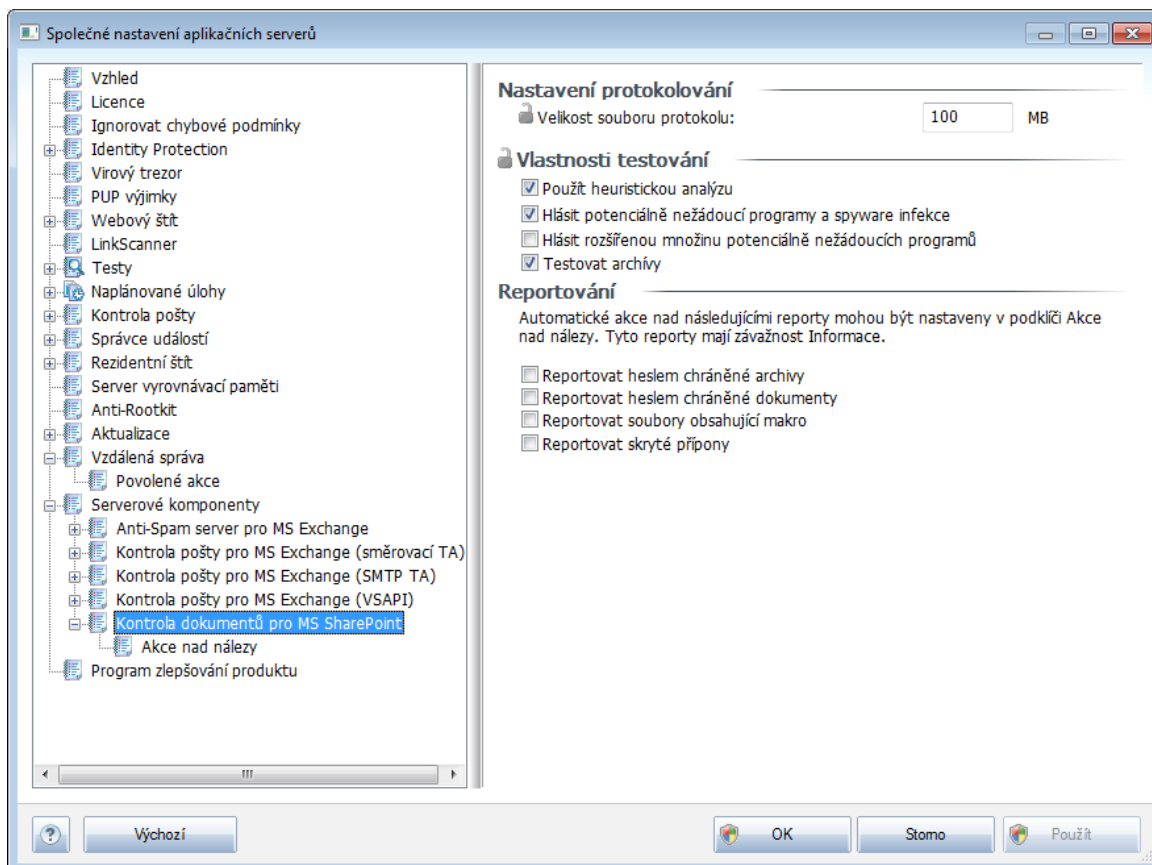 Společné nastavení aplikačních serverů
Vzhled
Licence
Ignorovat chybové podmínky
Identity Protection
Virový trezor
PUP výjimky
Webový štít
LinkScanner
Testy
Naplánované úlohy
Kontrola pošty
Správce událostí
Rezidentní štít
Server vyrovnávací paměti
Anti-Rootkit
Aktualizace
Vzdálená správa
Povolené akce
Serverové komponenty
Anti-Spam server pro MS Exchange
Kontrola pošty pro MS Exchange (směrovací TA)
Kontrola pošty pro MS Exchange (SMTP TA)
Kontrola pošty pro MS Exchange (VSAPI)
Kontrola dokumentů pro MS SharePoint
Akce nad nálezy
Program zlepšování produktu
Nastavení protokolování
Velikost souboru protokolu: 100 MB
Vlastnosti testování
Použít heuristickou analýzu
Hlásit potenciálně nežádoucí programy a spyware infekce
Hlásit rozšířenou množinu potenciálně nežádoucích programů
Testovat archívy
Reportování
Automatické akce nad následujícími reporty mohou být nastaveny v podklíči Akce
nad nálezy. Tyto reporty mají závažnost Informace.
Reportovat heslem chráněné archivy
Reportovat heslem chráněné dokumenty
Reportovat soubory obsahující makro
Reportovat skryté přípony
? Výchozí OK Storno Použít